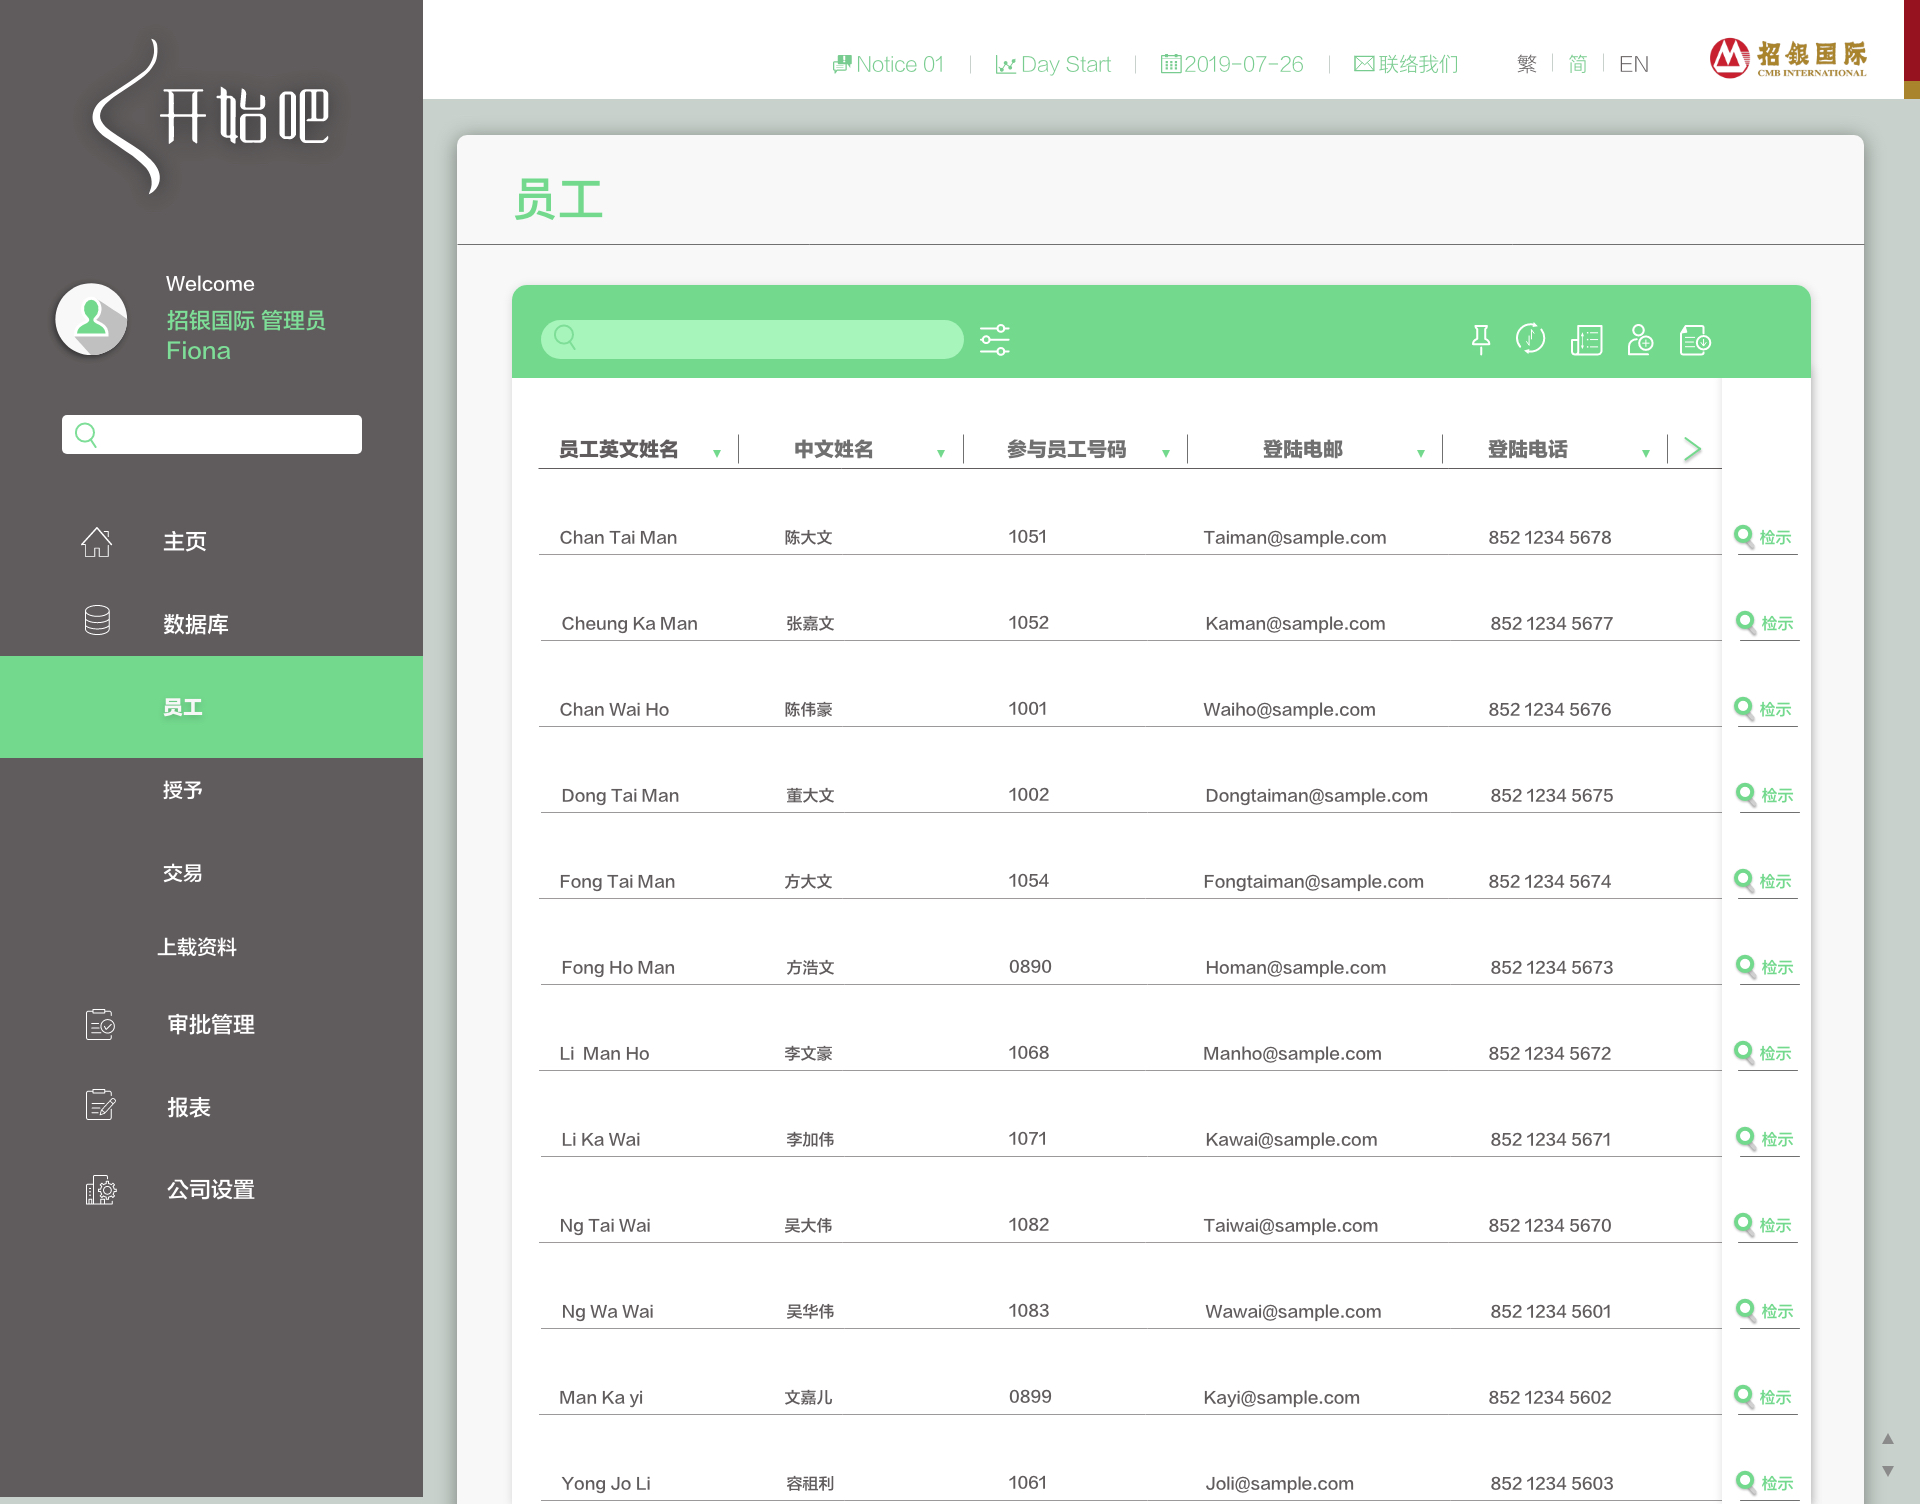 开始吧
Notice 01
Day Start
2019-07-26
联络我们
繁
简
EN
招银国际
CMB INTERNATIONAL
Welcome
招银国际 管理员
Fiona
主页
数据库
员工
授予
交易
上载资料
审批管理
报表
公司设置
员工
员工英文姓名 中文姓名 参与员工号码 登陆电邮 登陆电话
Chan Tai Man 陈大文 1051 Taiman@sample.com 852 1234 5678 检示
Cheung Ka Man 张嘉文 1052 Kaman@sample.com 852 1234 5677 检示
Chan Wai Ho 陈伟豪 1001 Waiho@sample.com 852 1234 5676 检示
Dong Tai Man 董大文 1002 Dongtaiman@sample.com 852 1234 5675 检示
Fong Tai Man 方大文 1054 Fongtaiman@sample.com 852 1234 5674 检示
Fong Ho Man 方浩文 0890 Homan@sample.com 852 1234 5673 检示
Li Man Ho 李文豪 1068 Manho@sample.com 852 1234 5672 检示
Li Ka Wai 李加伟 1071 Kawai@sample.com 852 1234 5671 检示
Ng Tai Wai 吴大伟 1082 Taiwai@sample.com 852 1234 5670 检示
Ng Wa Wai 吴华伟 1083 Wawai@sample.com 852 1234 5601 检示
Man Ka yi 文嘉儿 0899 Kayi@sample.com 852 1234 5602 检示
Yong Jo Li 容祖利 1061 Joli@sample.com 852 1234 5603 检示